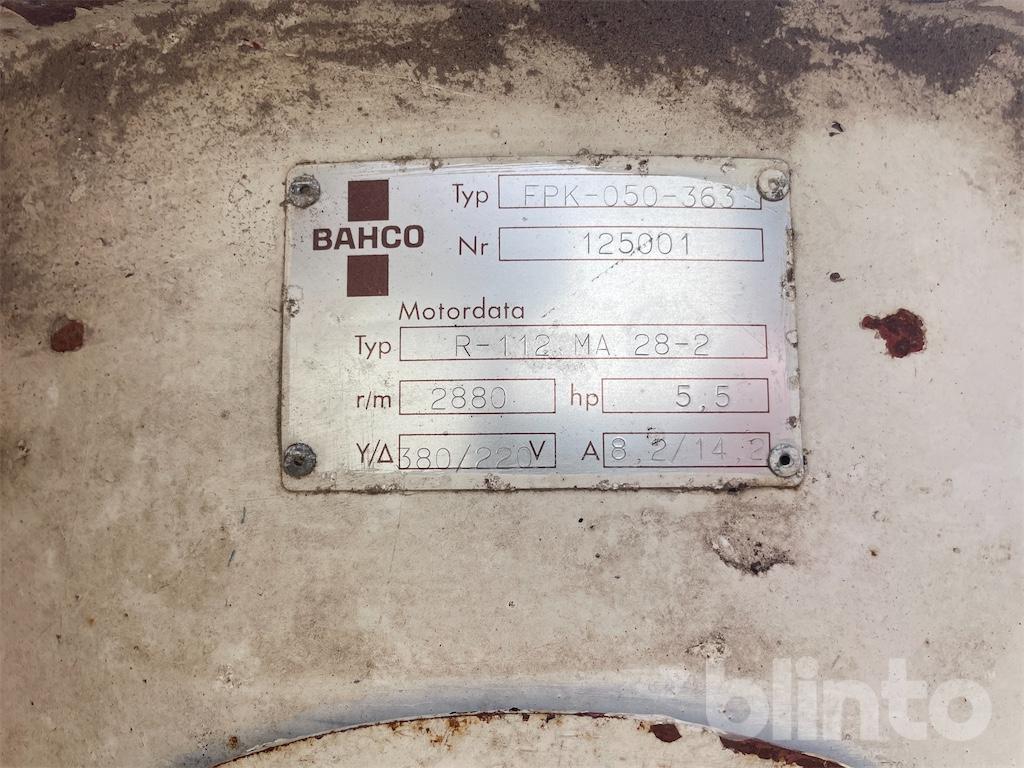 BAHCO
Typ FPK-050-363
Nr 125001
Motordata
Typ R-112 MA 28-2
r/m 2880 hp 5,5
Y/Δ 380/220 V A 8,2/14,2
blinto